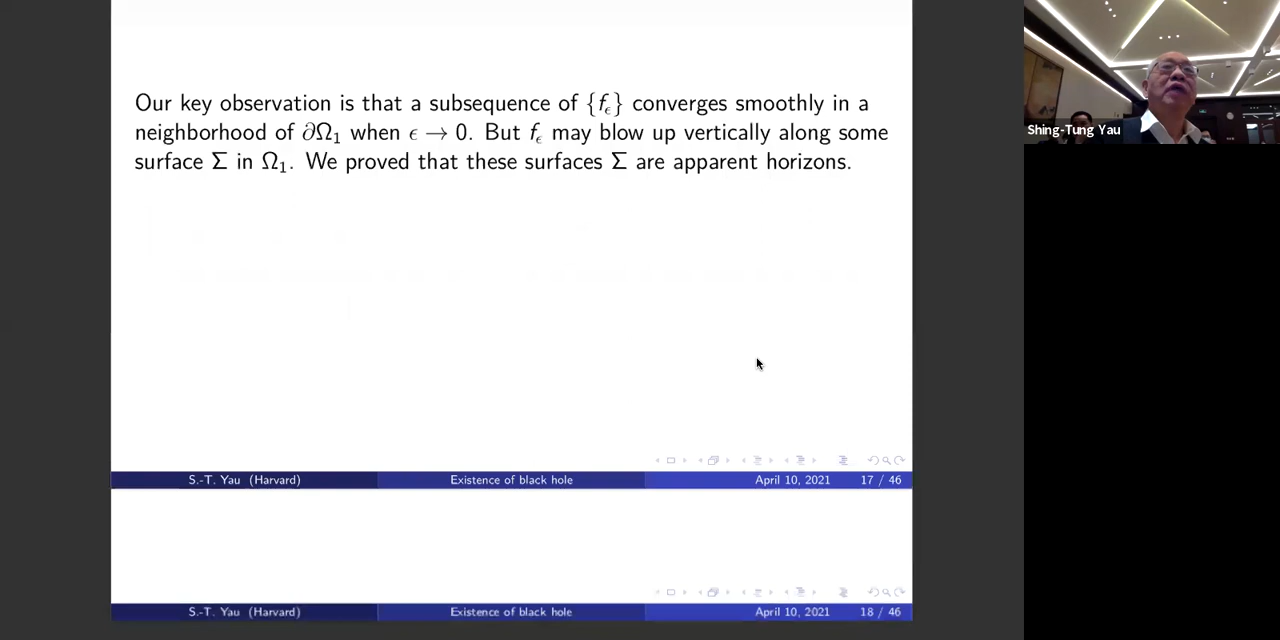 Our key observation is that a subsequence of {f_ϵ} converges smoothly in a
neighborhood of ∂Ω₁ when ϵ → 0. But f_ϵ may blow up vertically along some
surface Σ in Ω₁. We proved that these surfaces Σ are apparent horizons.
S.-T. Yau (Harvard) Existence of black hole April 10, 2021 17 / 46
S.-T. Yau (Harvard) Existence of black hole April 10, 2021 18 / 46
Shing-Tung Yau